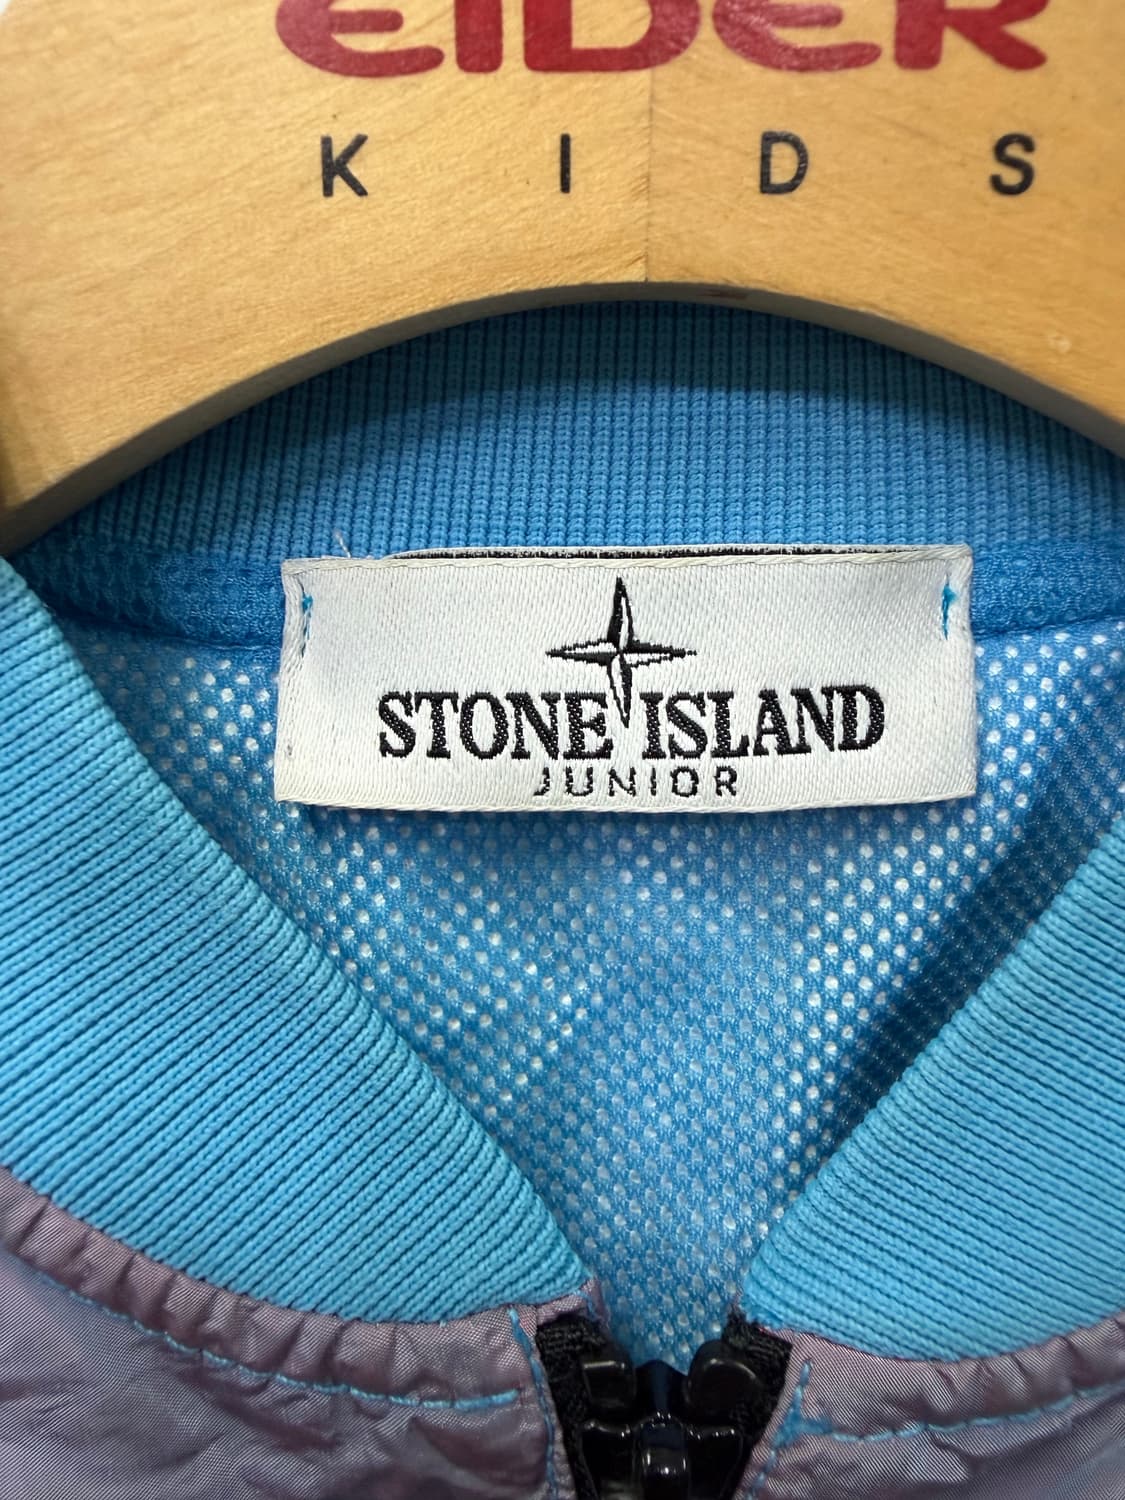 EIDER
KIDS
STONE ISLAND
JUNIOR